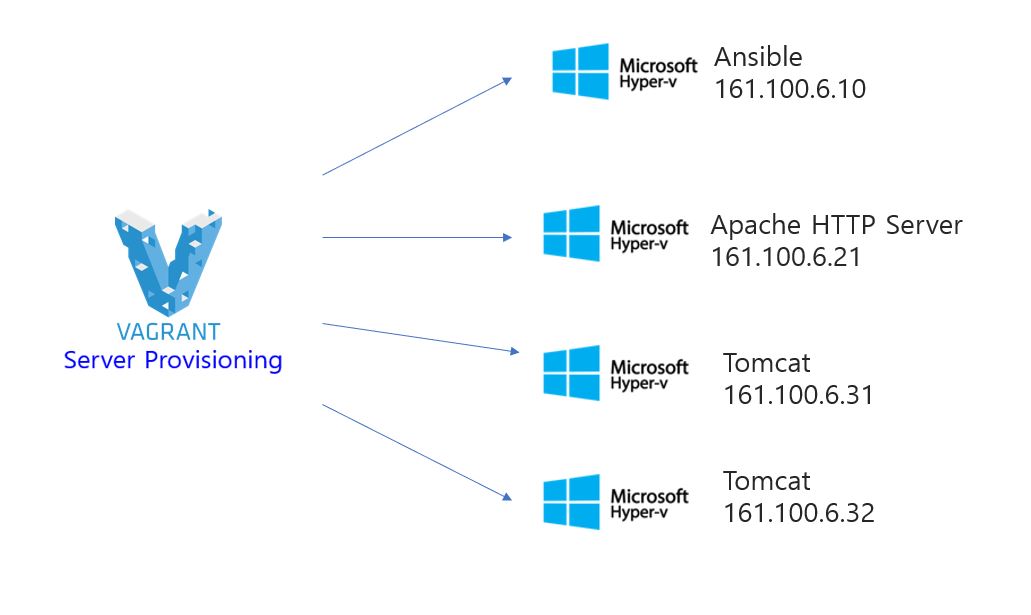 Microsoft
Hyper-v
Ansible
161.100.6.10
Microsoft
Hyper-v
Apache HTTP Server
161.100.6.21
VAGRANT
Server Provisioning
Microsoft
Hyper-v
Tomcat
161.100.6.31
Microsoft
Hyper-v
Tomcat
161.100.6.32